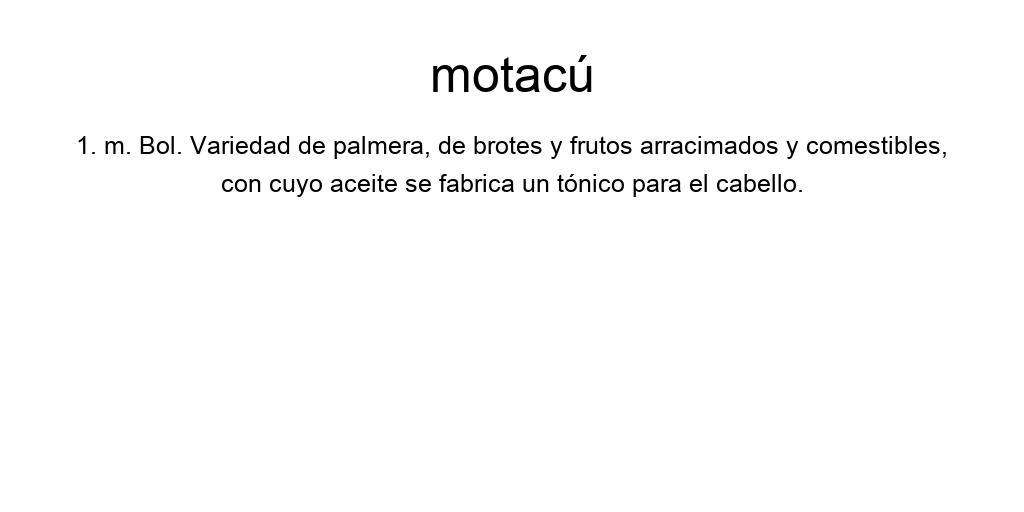 motacú
1. m. Bol. Variedad de palmera, de brotes y frutos arracimados y comestibles,
con cuyo aceite se fabrica un tónico para el cabello.